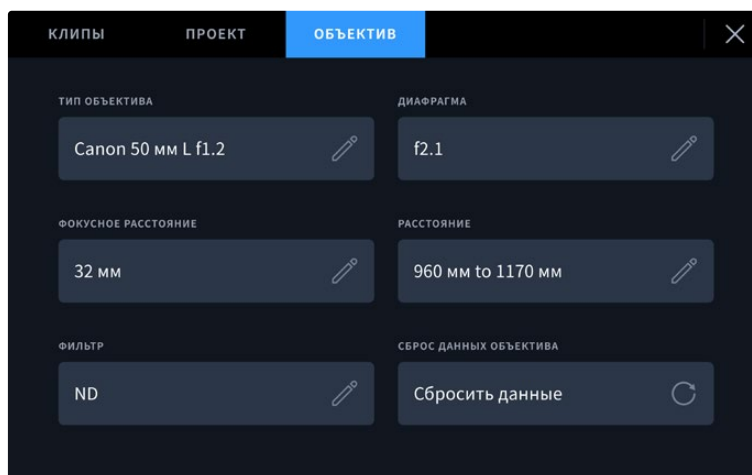 КЛИПЫ ПРОЕКТ ОБЪЕКТИВ
ТИП ОБЪЕКТИВА ДИАФРАГМА
Canon 50 мм L f1.2 f2.1
ФОКУСНОЕ РАССТОЯНИЕ РАССТОЯНИЕ
32 мм 960 мм to 1170 мм
ФИЛЬТР СБРОС ДАННЫХ ОБЪЕКТИВА
ND Сбросить данные